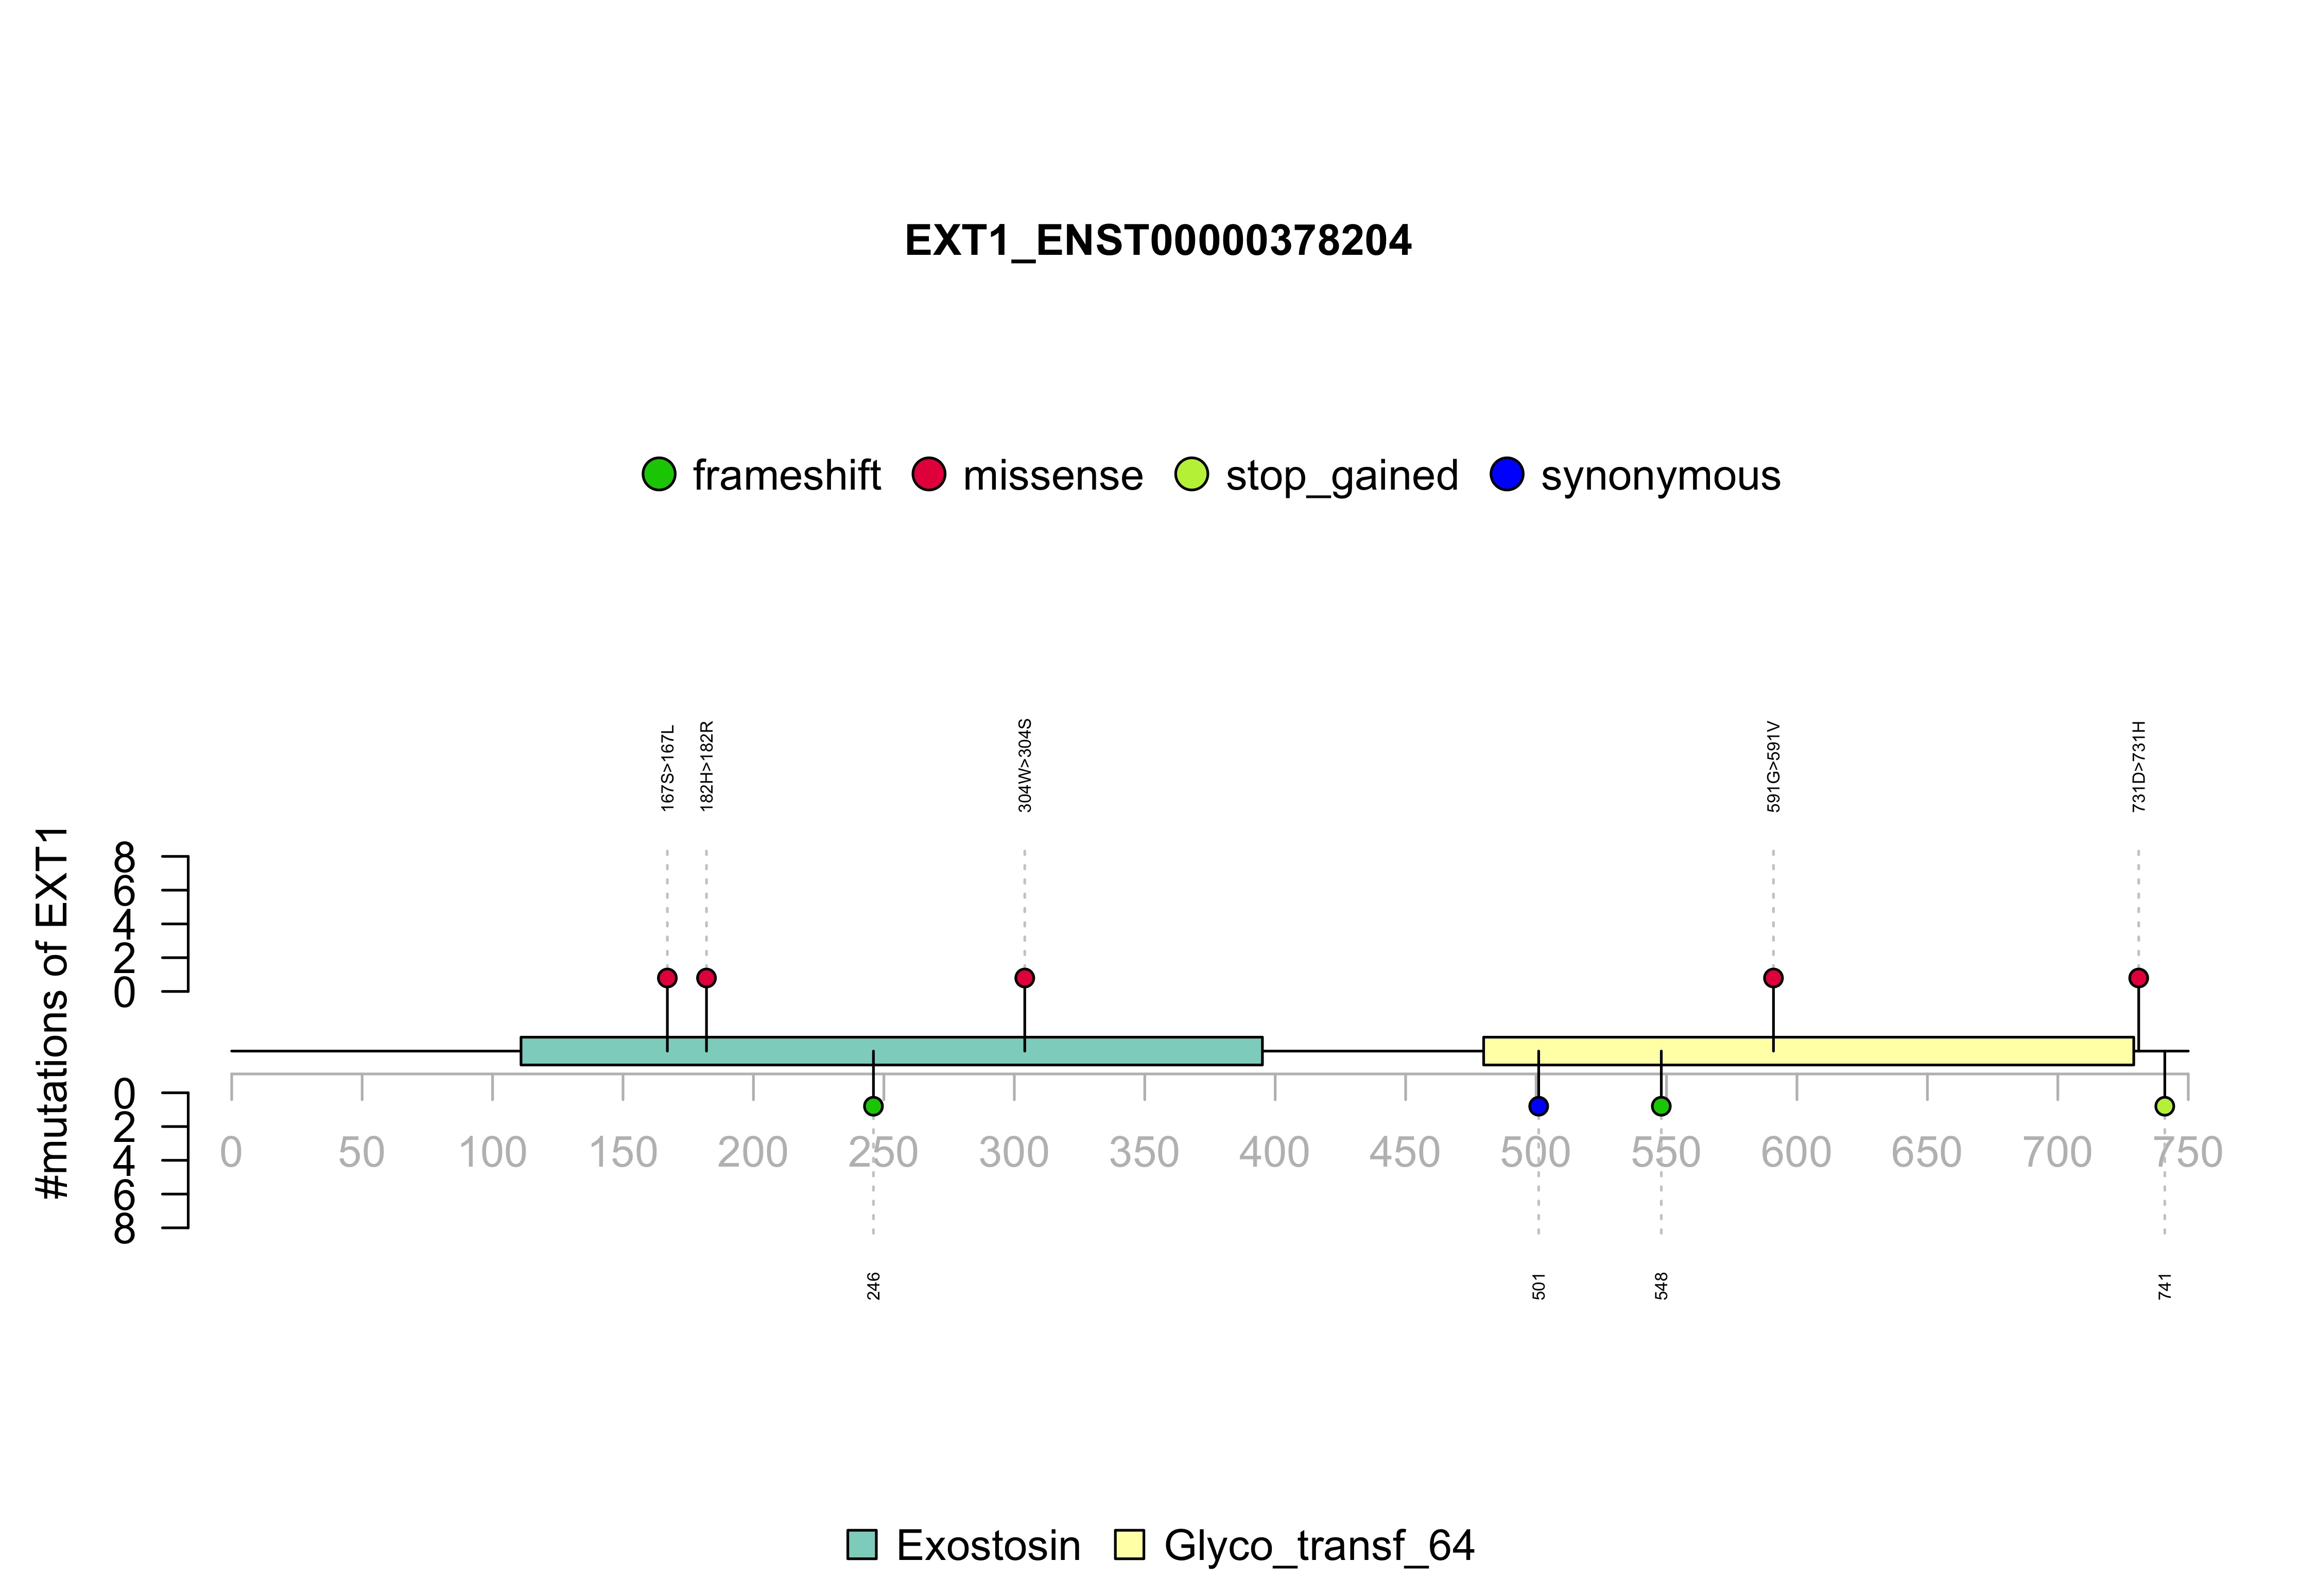 EXT1_ENST00000378204
frameshift missense stop_gained synonymous
167S>167L
182H>182R
304W>304S
591G>591V
731D>731H
#mutations of EXT1
8
6
4
2
0
0
2
4
6
8
0 50 100 150 200 250 300 350 400 450 500 550 600 650 700 750
246
501
548
741
Exostosin Glyco_transf_64